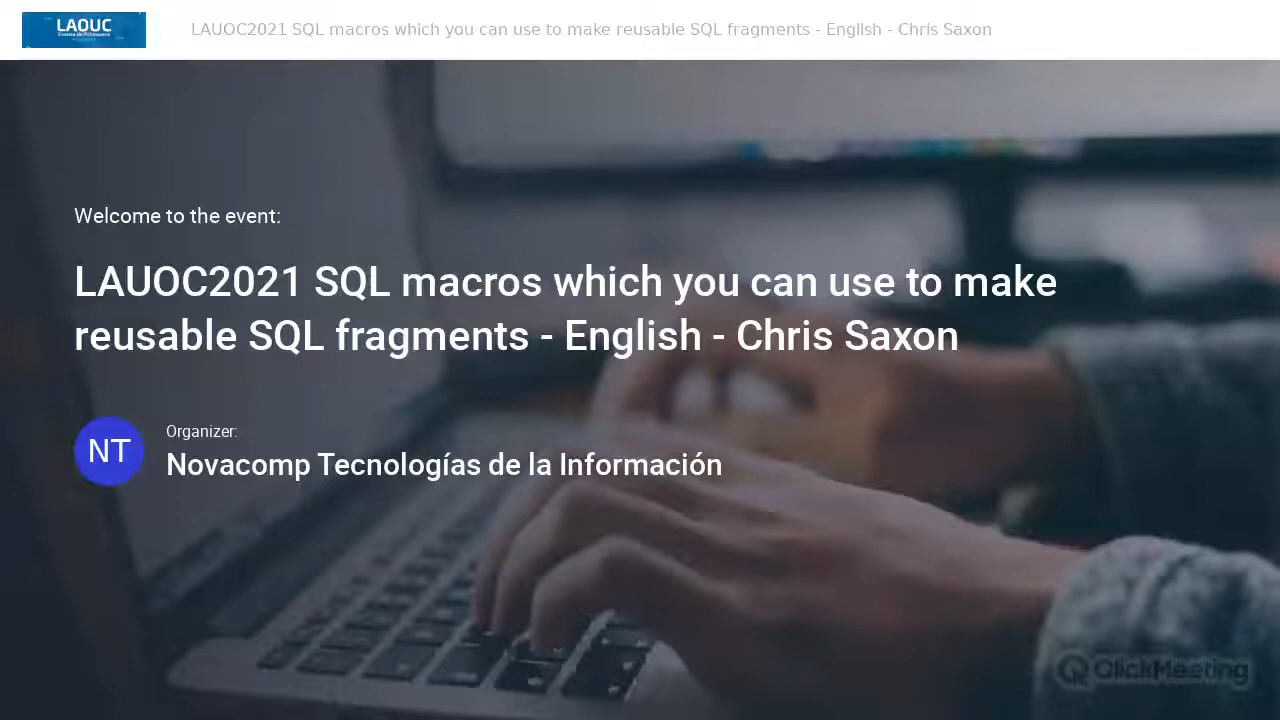 LAOUC
LAUOC2021 SQL macros which you can use to make reusable SQL fragments - English - Chris Saxon
Welcome to the event:
LAUOC2021 SQL macros which you can use to make
reusable SQL fragments - English - Chris Saxon
NT
Organizer:
Novacomp Tecnologías de la Información
ClickMeeting